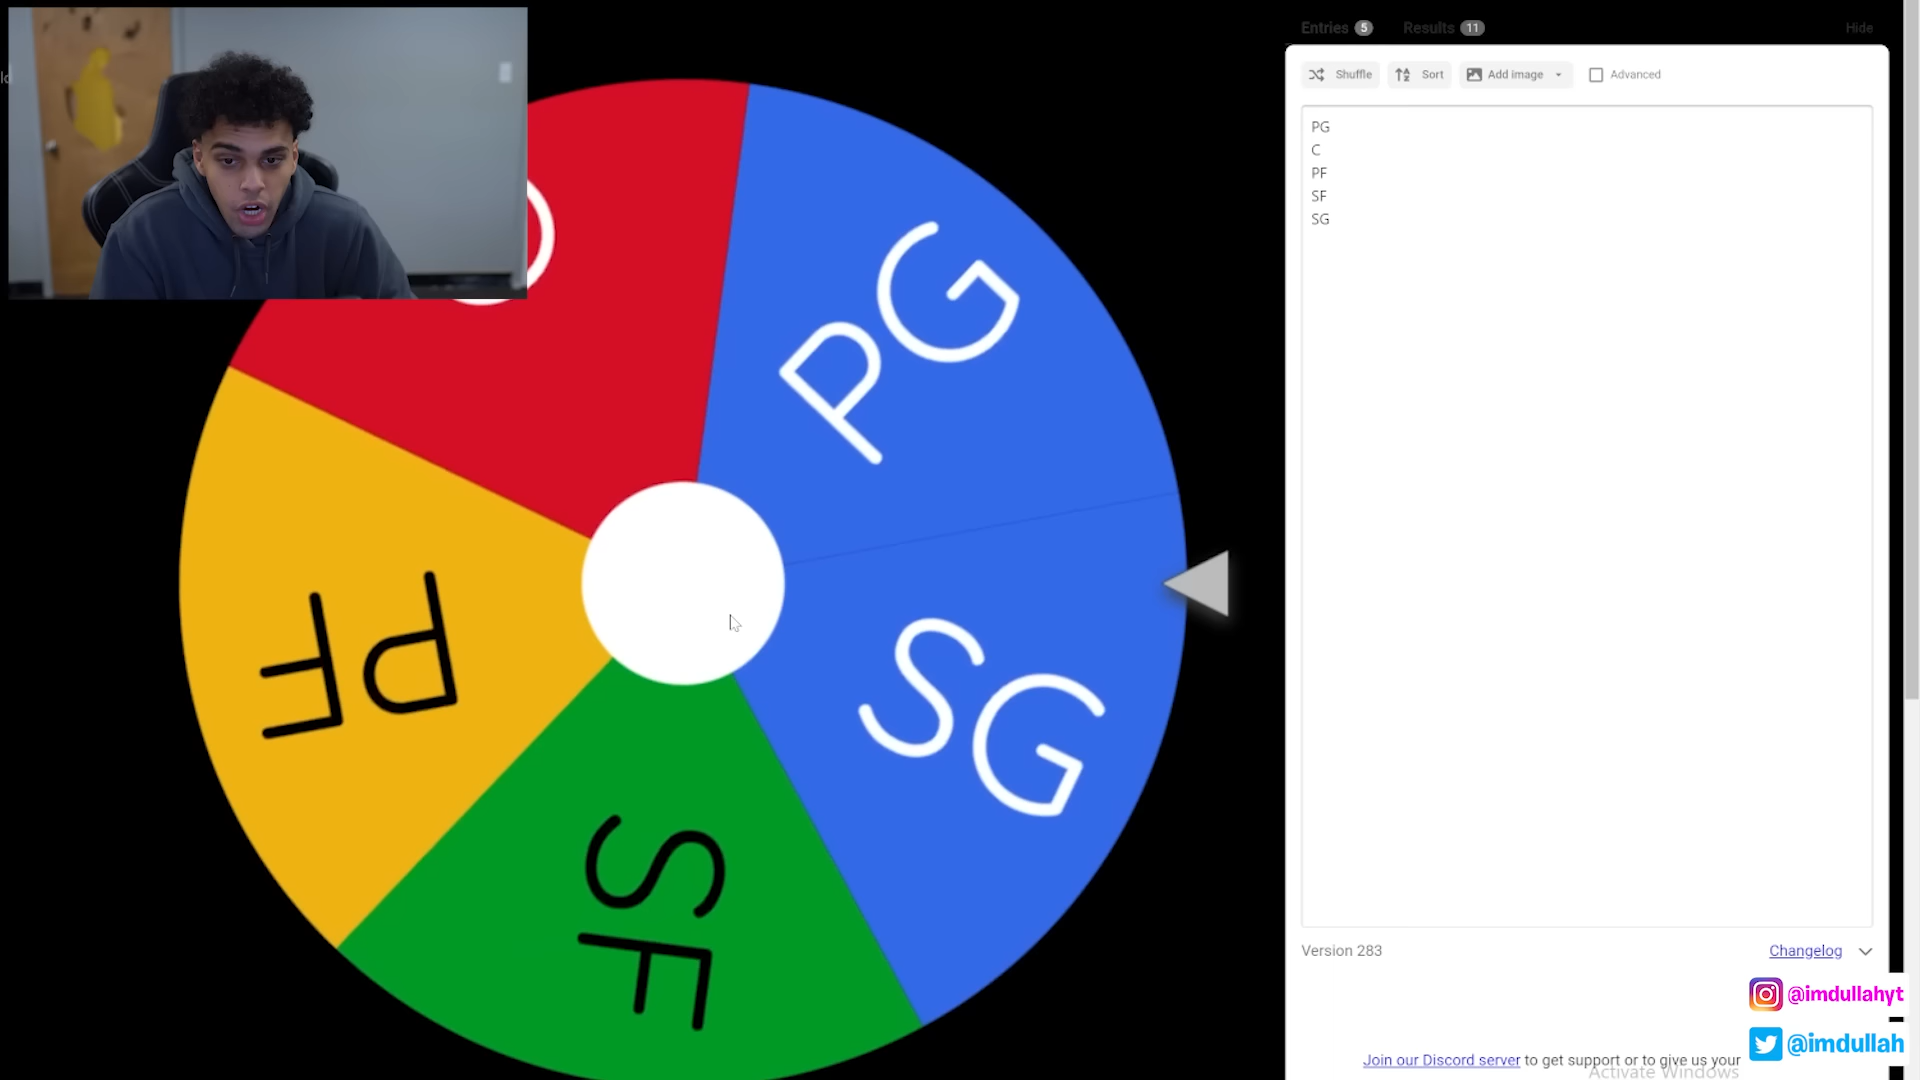 Entries 5 Results 11 Hide
Shuffle Sort Add image Advanced
PG
C
PF
SF
SG
PG
SG
SF
PF
Version 283 Changelog
@imdullahyt
@imdullah
Join our Discord server to get support or to give us your
Activate Windows